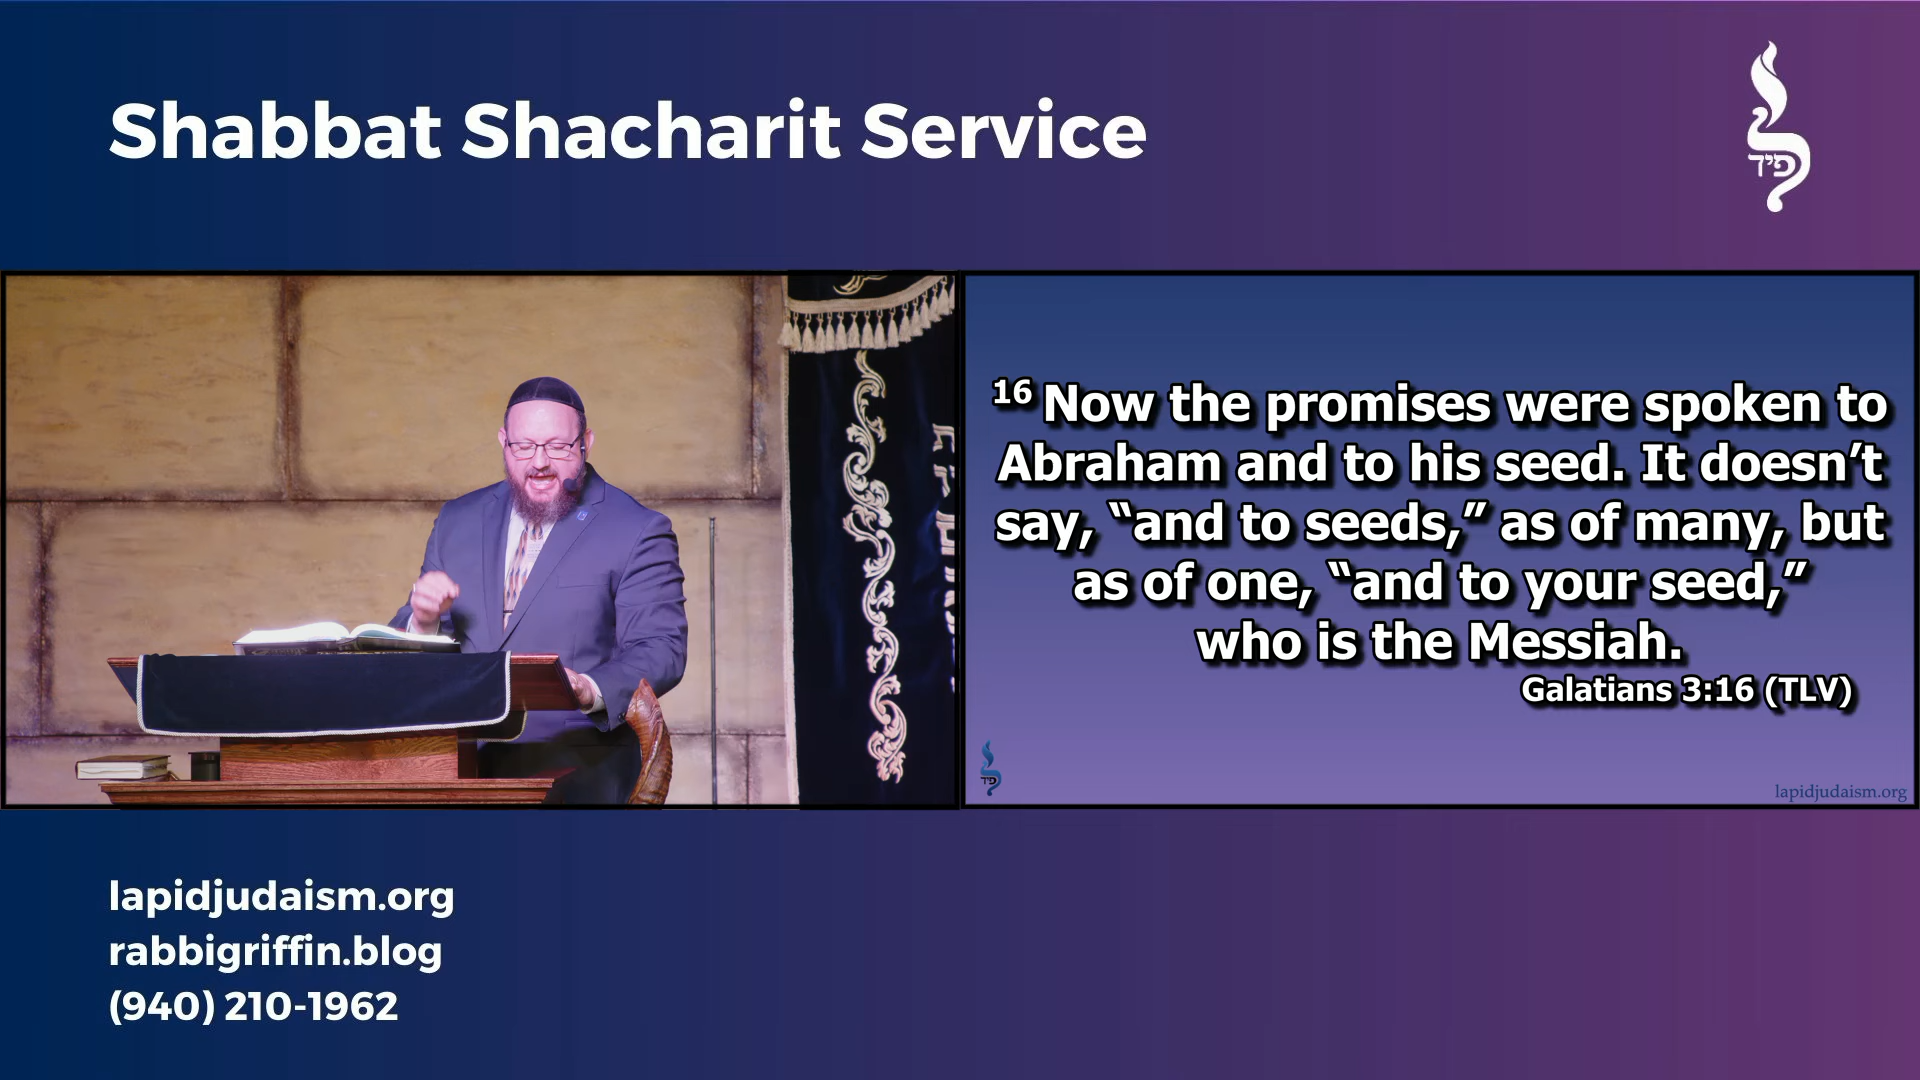 Shabbat Shacharit Service
פיד
16 Now the promises were spoken to
Abraham and to his seed. It doesn’t
say, “and to seeds,” as of many, but
as of one, “and to your seed,”
who is the Messiah.
Galatians 3:16 (TLV)
פיד
lapidjudaism.org
lapidjudaism.org
rabbigriffin.blog
(940) 210-1962